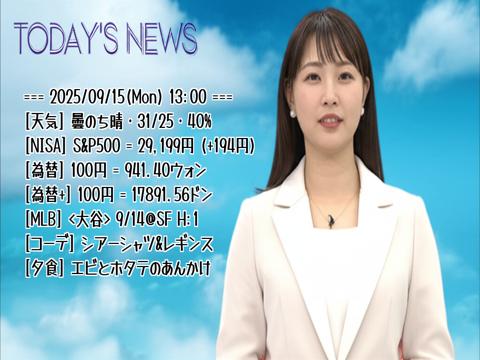 TODAY'S NEWS
=== 2025/09/15(Mon) 13:00 ===
[天気] 曇のち晴・31/25・40%
[NISA] S&P500 = 29,199円 (+194円)
[為替] 100円 = 941.40ウォン
[為替+] 100円 = 17891.56ドン
[MLB] <大谷> 9/14@SF H:1
[コーデ] シアーシャツ&レギンス
[夕食] エビとホタテのあんかけ